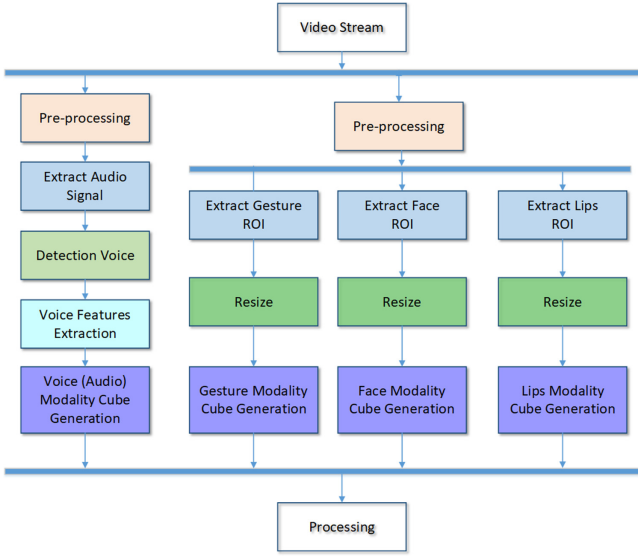 Video Stream
Pre-processing
Pre-processing
Extract Audio
Signal
Extract Gesture
ROI
Extract Face
ROI
Extract Lips
ROI
Detection Voice
Resize
Resize
Resize
Voice Features
Extraction
Voice (Audio)
Modality Cube
Generation
Gesture Modality
Cube Generation
Face Modality
Cube Generation
Lips Modality
Cube Generation
Processing